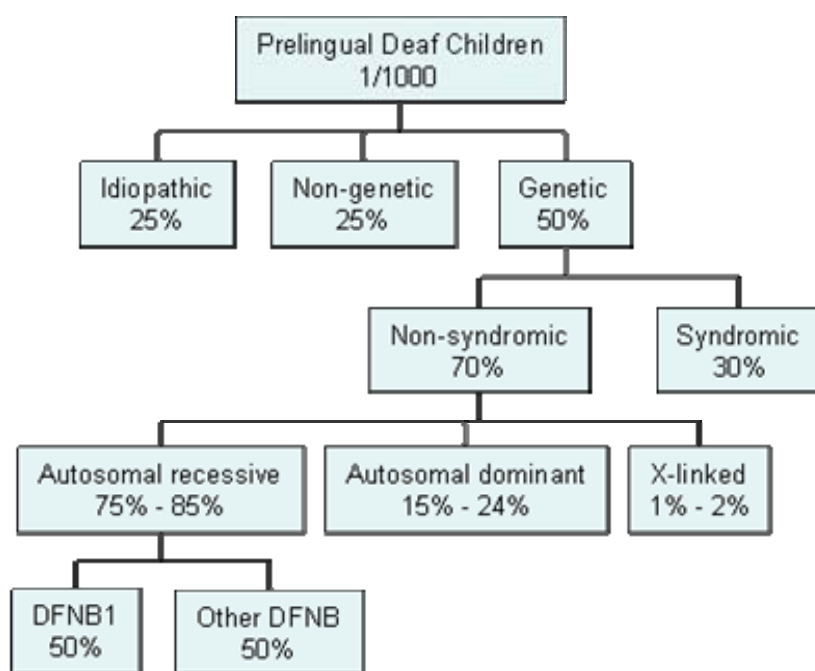 Prelingual Deaf Children
1/1000
Idiopathic
25%
Non-genetic
25%
Genetic
50%
Non-syndromic
70%
Syndromic
30%
Autosomal recessive
75% - 85%
Autosomal dominant
15% - 24%
X-linked
1% - 2%
DFNB1
50%
Other DFNB
50%